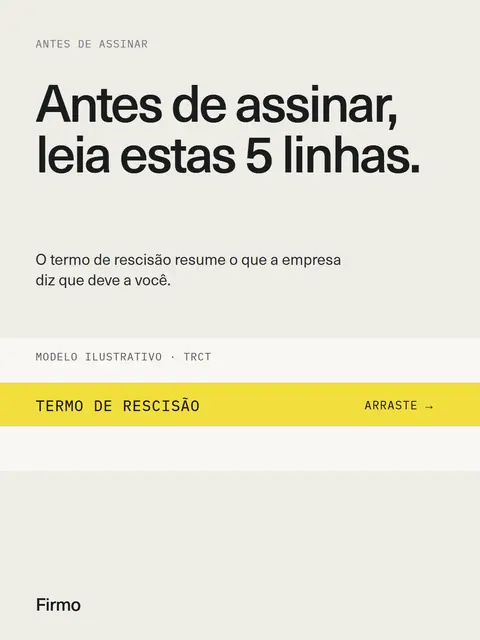 ANTES DE ASSINAR
Antes de assinar,
leia estas 5 linhas.
O termo de rescisão resume o que a empresa
diz que deve a você.
MODELO ILUSTRATIVO · TRCT
TERMO DE RESCISÃO
ARRASTE →
Firmo